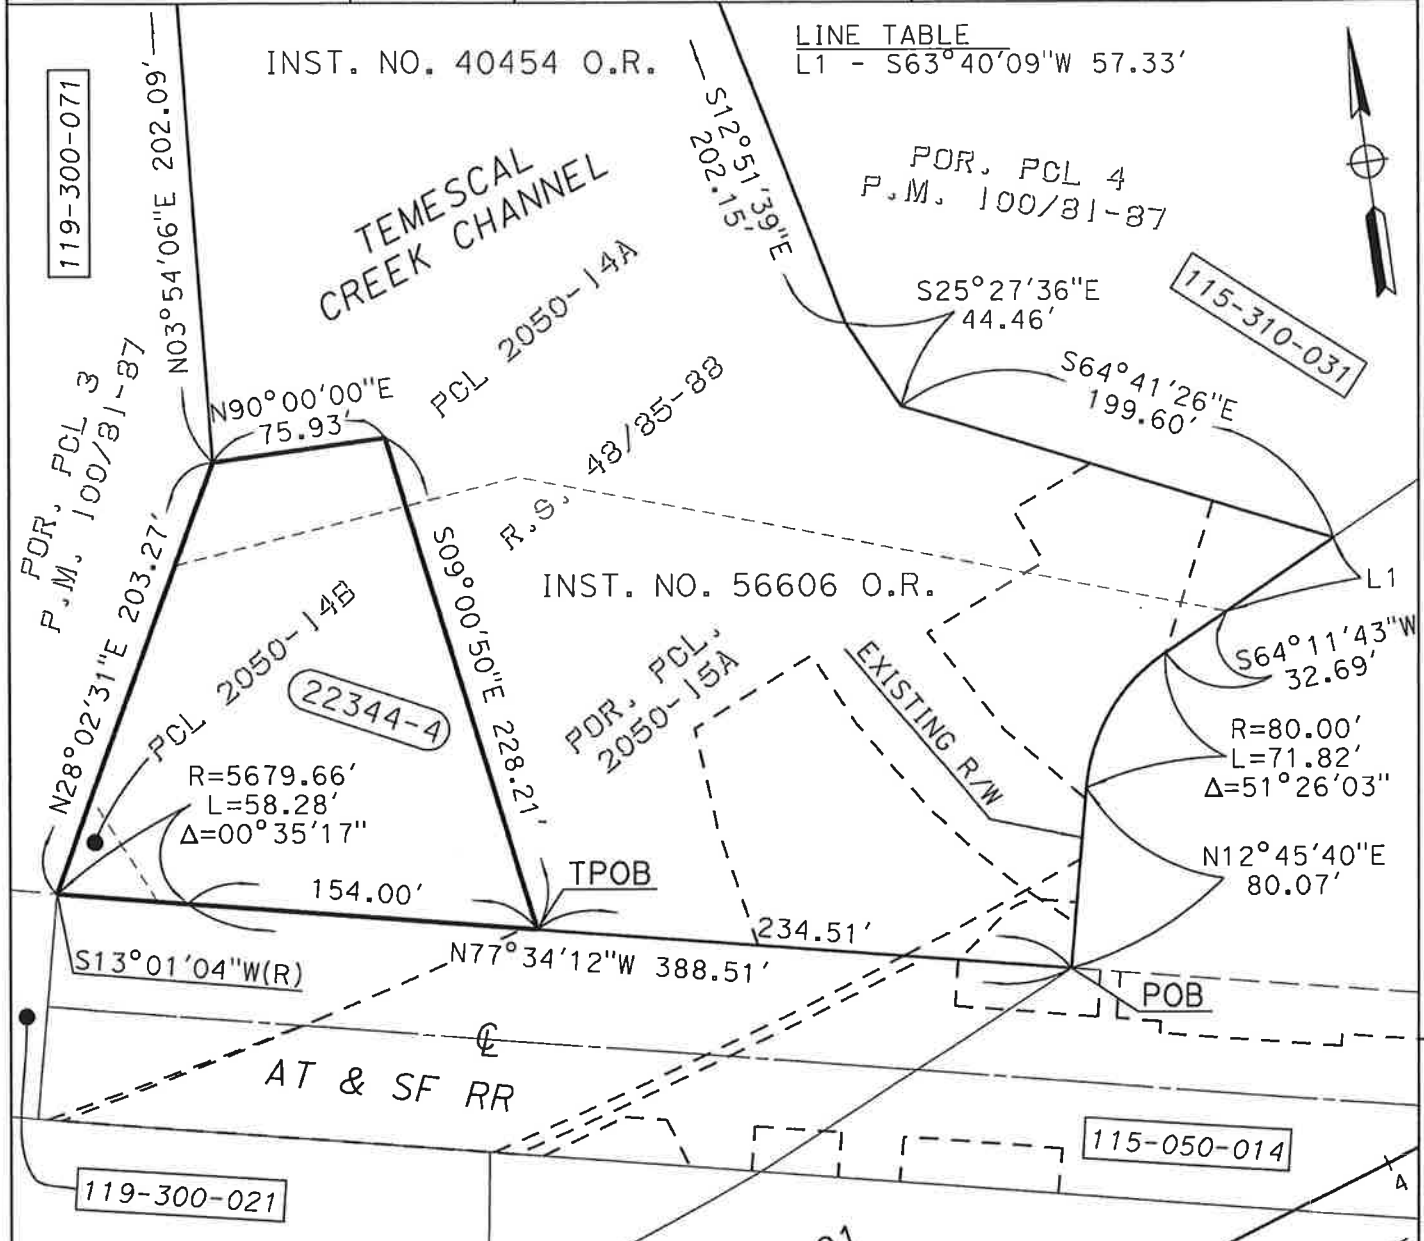 LINE TABLE
L1 - S63°40'09"W 57.33'
INST. NO. 40454 O.R.
119-300-071
N03°54'06"E 202.09'
S12°51'39"E
202.15'
TEMESCAL
CREEK CHANNEL
POR. PCL 4
P.M. 100/81-87
115-310-031
S25°27'36"E
44.46'
S64°41'26"E
199.60'
PCL 2050-14A
R.S. 48/85-88
N90°00'00"E
75.93'
POR. PCL 3
P.M. 100/81-87
N28°02'31"E 203.27'
S09°00'50"E 228.21'
INST. NO. 56606 O.R.
L1
S64°11'43"W
32.69'
PCL 2050-14B
22344-4
POR. PCL.
2050-15A
EXISTING R/W
R=80.00'
L=71.82'
Δ=51°26'03"
R=5679.66'
L=58.28'
Δ=00°35'17"
N12°45'40"E
80.07'
154.00'
TPOB
234.51'
N77°34'12"W 388.51'
S13°01'04"W(R)
POB
℄
AT & SF RR
115-050-014
119-300-021
4